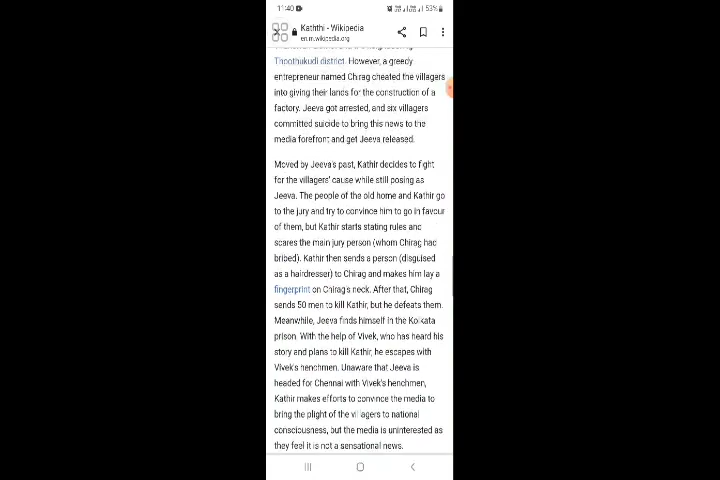 11:40
53%
Kaththi - Wikipedia
en.m.wikipedia.org
Thoothukudi district. However, a greedy
entrepreneur named Chirag cheated the villagers
into giving their lands for the construction of a
factory. Jeeva got arrested, and six villagers
committed suicide to bring this news to the
media forefront and get Jeeva released.
Moved by Jeeva's past, Kathir decides to fight
for the villagers' cause while still posing as
Jeeva. The people of the old home and Kathir go
to the jury and try to convince him to go in favour
of them, but Kathir starts stating rules and
scares the main jury person (whom Chirag had
bribed). Kathir then sends a person (disguised
as a hairdresser) to Chirag and makes him lay a
fingerprint on Chirag's neck. After that, Chirag
sends 50 men to kill Kathir, but he defeats them.
Meanwhile, Jeeva finds himself in the Kolkata
prison. With the help of Vivek, who has heard his
story and plans to kill Kathir, he escapes with
Vivek's henchmen. Unaware that Jeeva is
headed for Chennai with Vivek's henchmen,
Kathir makes efforts to convince the media to
bring the plight of the villagers to national
consciousness, but the media is uninterested as
they feel it is not a sensational news.